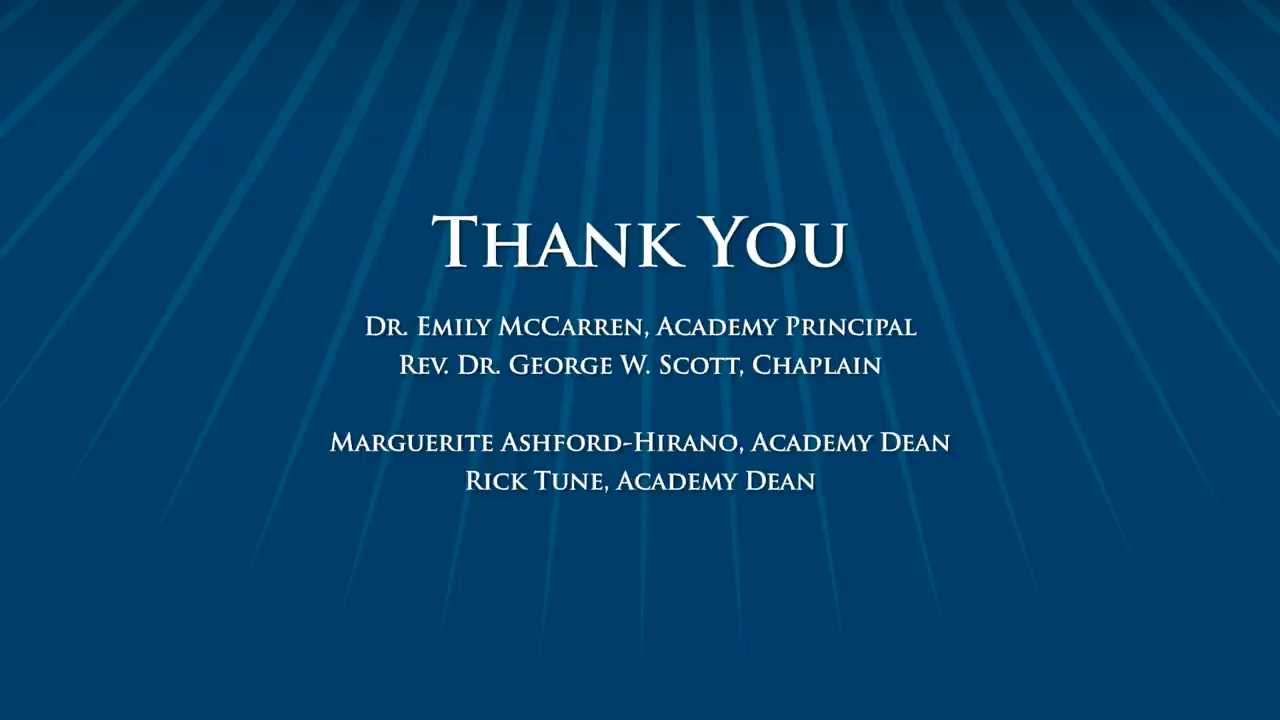 Thank You
Dr. Emily McCarren, Academy Principal
Rev. Dr. George W. Scott, Chaplain
Marguerite Ashford-Hirano, Academy Dean
Rick Tune, Academy Dean